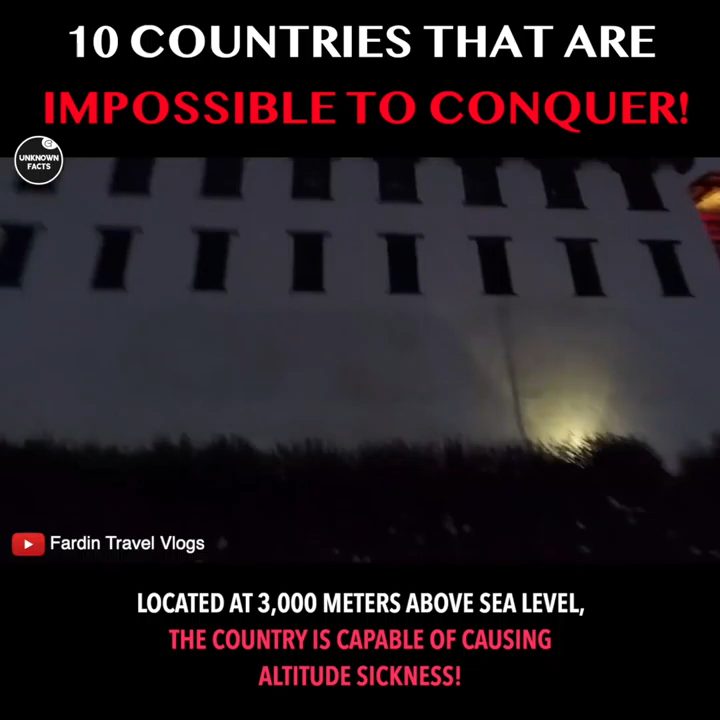 10 COUNTRIES THAT ARE
IMPOSSIBLE TO CONQUER!
UNKNOWN
FACTS
Fardin Travel Vlogs
LOCATED AT 3,000 METERS ABOVE SEA LEVEL,
THE COUNTRY IS CAPABLE OF CAUSING
ALTITUDE SICKNESS!